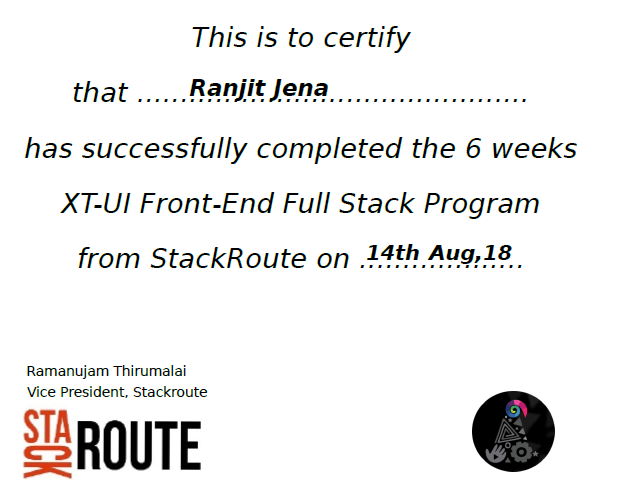 This is to certify
that ............................................. Ranjit Jena
has successfully completed the 6 weeks
XT-UI Front-End Full Stack Program
from StackRoute on ................... 14th Aug,18
Ramanujam Thirumalai
Vice President, Stackroute
STACK ROUTE